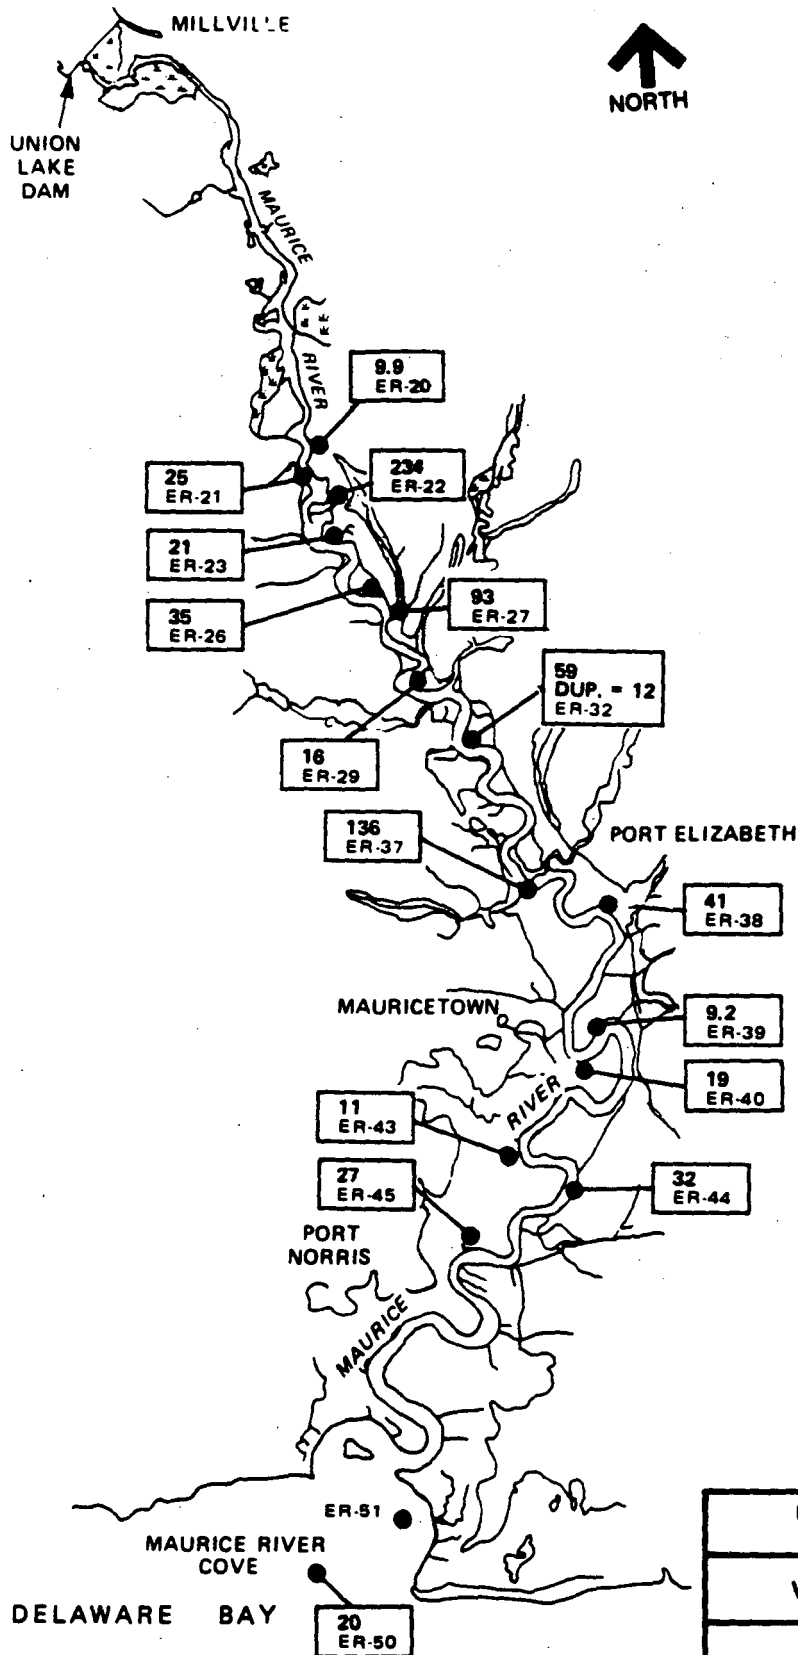 MILLVILLE
NORTH
UNION
LAKE
DAM
MAURICE
RIVER
9.9
ER-20
25
ER-21
234
ER-22
21
ER-23
35
ER-26
93
ER-27
59
DUP. = 12
ER-32
16
ER-29
136
ER-37
PORT ELIZABETH
41
ER-38
MAURICETOWN
9.2
ER-39
19
ER-40
RIVER
11
ER-43
27
ER-45
32
ER-44
PORT
NORRIS
MAURICE
ER-51
MAURICE RIVER
COVE
DELAWARE BAY
20
ER-50